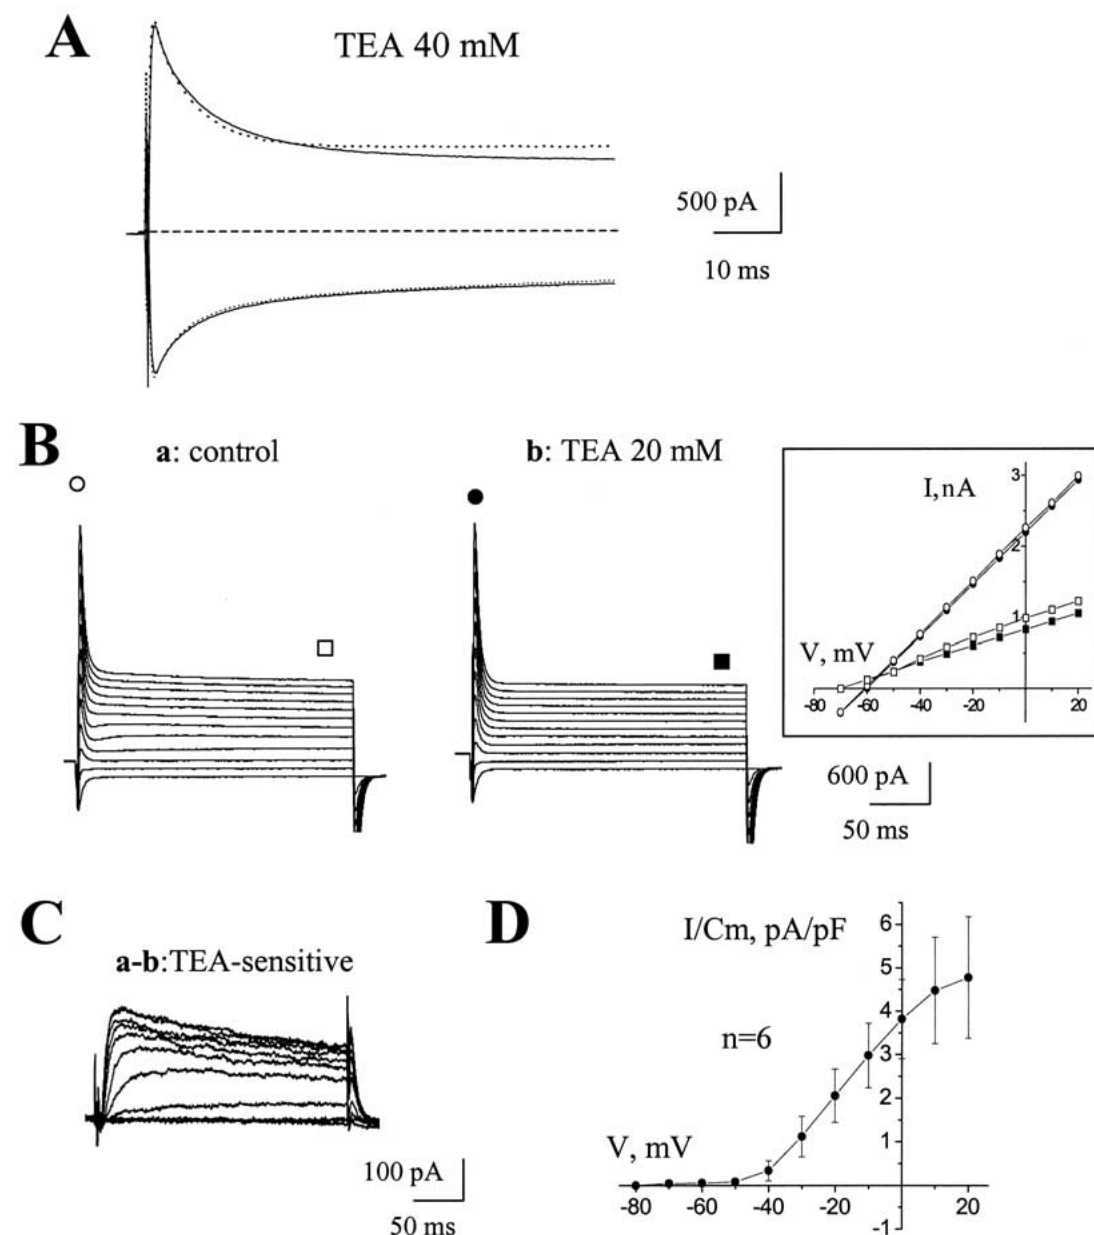 A
TEA 40 mM
500 pA
10 ms
B
a: control
b: TEA 20 mM
I,nA
3
2
1
V, mV
-80 -60 -40 -20 0 20
600 pA
50 ms
C
a-b:TEA-sensitive
100 pA
50 ms
D
I/Cm, pA/pF
n=6
6
5
4
3
2
1
V, mV
-80 -60 -40 -20 0 20
-1